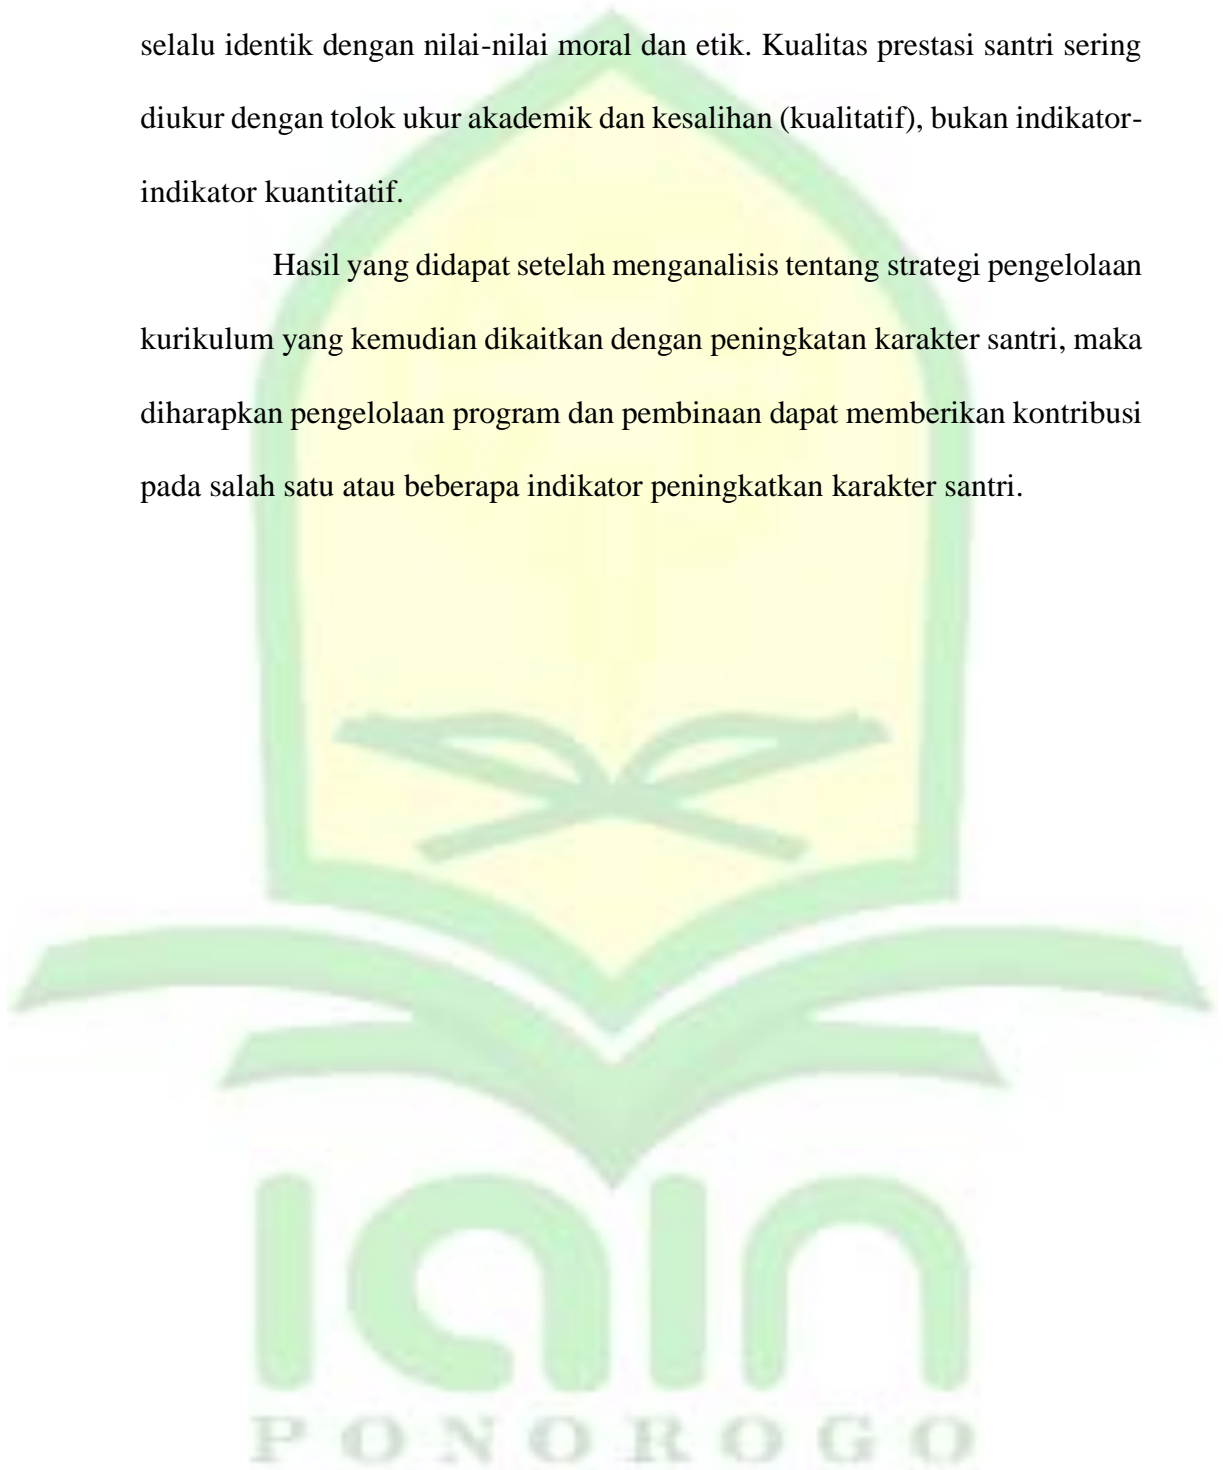 selalu identik dengan nilai-nilai moral dan etik. Kualitas prestasi santri sering
diukur dengan tolok ukur akademik dan kesalihan (kualitatif), bukan indikator-
indikator kuantitatif.
Hasil yang didapat setelah menganalisis tentang strategi pengelolaan
kurikulum yang kemudian dikaitkan dengan peningkatan karakter santri, maka
diharapkan pengelolaan program dan pembinaan dapat memberikan kontribusi
pada salah satu atau beberapa indikator peningkatkan karakter santri.
iain
PONOROGO